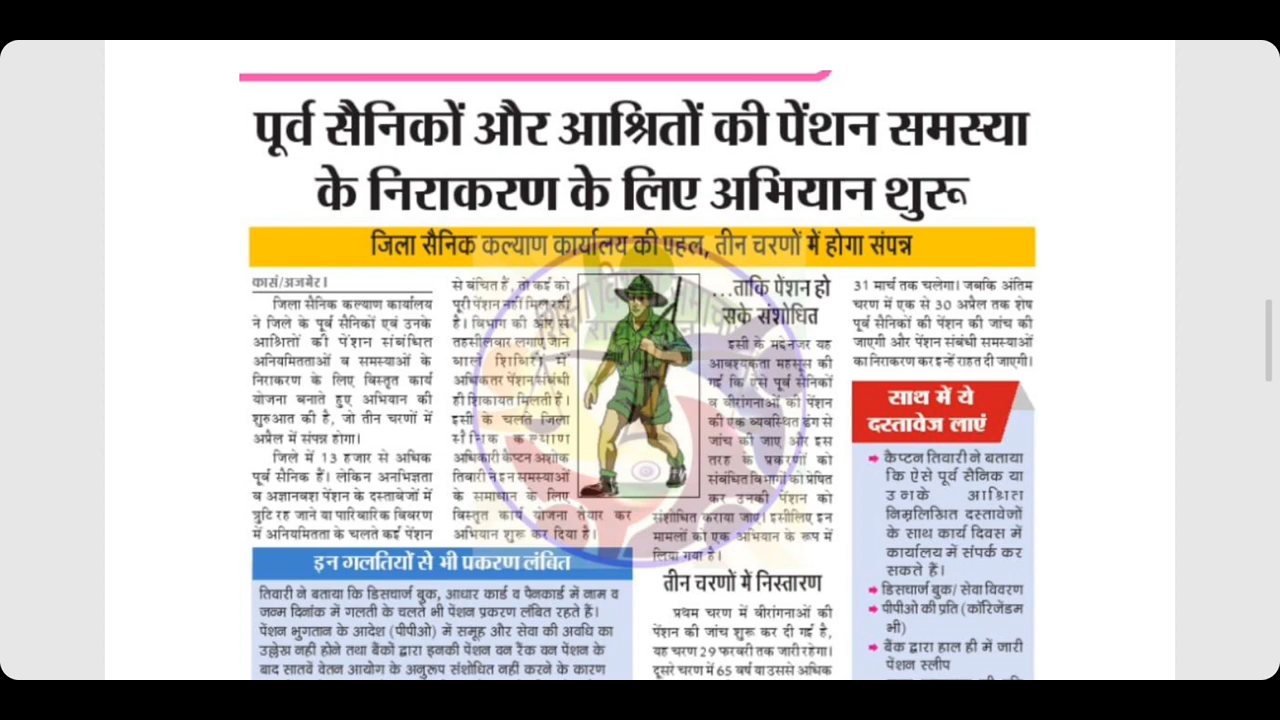 पूर्व सैनिकों और आश्रितों की पेंशन समस्या
के निराकरण के लिए अभियान शुरू
जिला सैनिक कल्याण कार्यालय की पहल, तीन चरणों में होगा संपन्न
कासं/अजमेर।
जिला सैनिक कल्याण कार्यालय
ने जिले के पूर्व सैनिकों एवं उनके
आश्रितों की पेंशन संबंधित
अनियमितताओं व समस्याओं के
निराकरण के लिए विस्तृत कार्य
योजना बनाते हुए अभियान की
शुरुआत की है, जो तीन चरणों में
अप्रैल में संपन्न होगा।
जिले में 13 हजार से अधिक
पूर्व सैनिक हैं। लेकिन अनभिज्ञता
व अज्ञानवश पेंशन के दस्तावेजों में
त्रुटि रह जाने या पारिवारिक विवरण
में अनियमितता के चलते कई पेंशन
से वंचित हैं, तो कई को
पूरी पेंशन नहीं मिल रही
है। विभाग की ओर से
तहसीलवार लगाए जाने
वाले शिविरों में
अधिकतर पेंशन संबंधी
ही शिकायत मिलती है।
इसी के चलते जिला
सैनिक कल्याण
अधिकारी कैप्टन अशोक
तिवारी ने इन समस्याओं
के समाधान के लिए
विस्तृत कार्य योजना तैयार कर
अभियान शुरू कर दिया है।
इन गलतियों से भी प्रकरण लंबित
तिवारी ने बताया कि डिसचार्ज बुक, आधार कार्ड व पैनकार्ड में नाम व
जन्म दिनांक में गलती के चलते भी पेंशन प्रकरण लंबित रहते हैं।
पेंशन भुगतान के आदेश (पीपीओ) में समूह और सेवा की अवधि का
उल्लेख नहीं होने तथा बैंकों द्वारा इनकी पेंशन वन रैंक वन पेंशन के
बाद सातवें वेतन आयोग के अनुरूप संशोधित नहीं करने के कारण
...ताकि पेंशन हो
सके संशोधित
इसी के मद्देनजर यह
आवश्यकता महसूस की
गई कि ऐसे पूर्व सैनिकों
व वीरांगनाओं की पेंशन
की एक व्यवस्थित ढंग से
जांच की जाए और इस
तरह के प्रकरणों को
संबंधित विभागों को प्रेषित
कर उनकी पेंशन को
संशोधित कराया जाए। इसीलिए इन
मामलों को एक अभियान के रूप में
लिया गया है।
तीन चरणों में निस्तारण
प्रथम चरण में वीरांगनाओं की
पेंशन की जांच शुरू कर दी गई है,
यह चरण 29 फरवरी तक जारी रहेगा।
दूसरे चरण में 65 वर्ष या उससे अधिक
31 मार्च तक चलेगा। जबकि अंतिम
चरण में एक से 30 अप्रैल तक शेष
पूर्व सैनिकों की पेंशन की जांच की
जाएगी और पेंशन संबंधी समस्याओं
का निराकरण कर इन्हें राहत दी जाएगी।
साथ में ये
दस्तावेज लाएं
कैप्टन तिवारी ने बताया
कि ऐसे पूर्व सैनिक या
उनके आश्रित
निम्नलिखित दस्तावेजों
के साथ कार्य दिवस में
कार्यालय में संपर्क कर
सकते हैं।
डिसचार्ज बुक/ सेवा विवरण
पीपीओ की प्रति (कॉरिजेंडम
भी)
बैंक द्वारा हाल ही में जारी
पेंशन स्लीप